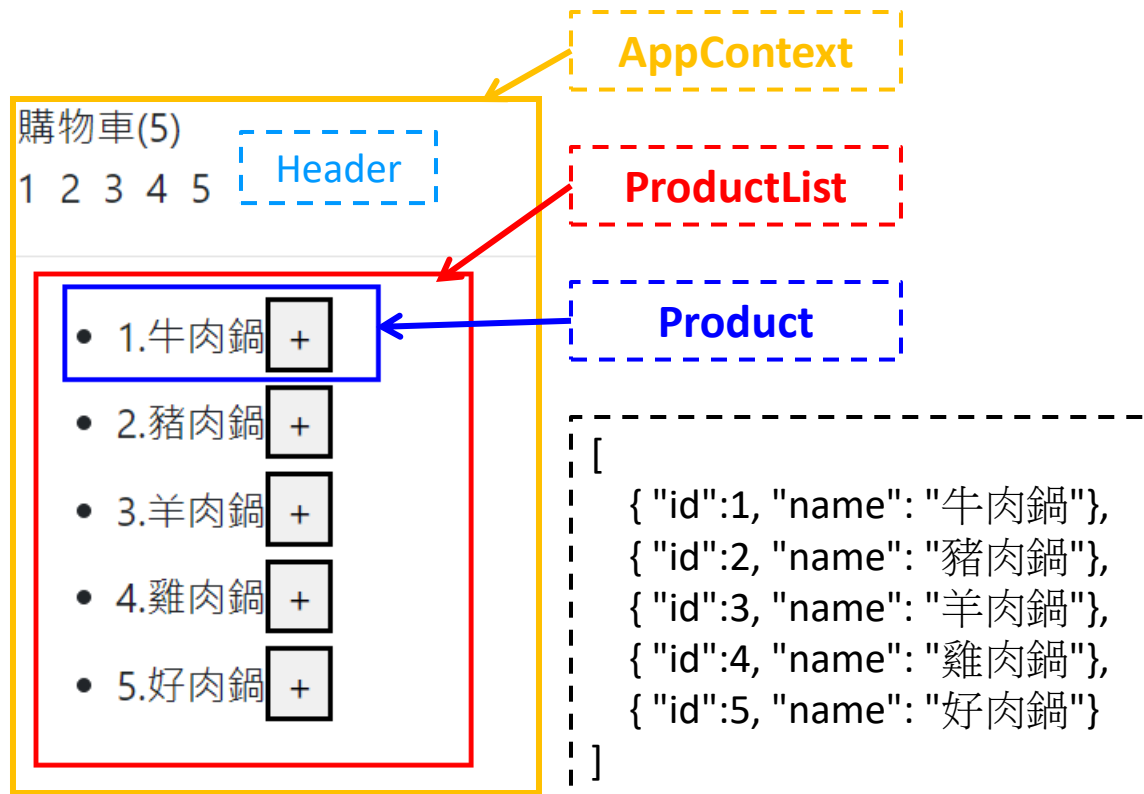 AppContext
購物車(5)
1 2 3 4 5
Header
ProductList
Product
• 1.牛肉鍋 +
• 2.豬肉鍋 +
• 3.羊肉鍋 +
• 4.雞肉鍋 +
• 5.好肉鍋 +
[
{ "id":1, "name": "牛肉鍋"},
{ "id":2, "name": "豬肉鍋"},
{ "id":3, "name": "羊肉鍋"},
{ "id":4, "name": "雞肉鍋"},
{ "id":5, "name": "好肉鍋"}
]